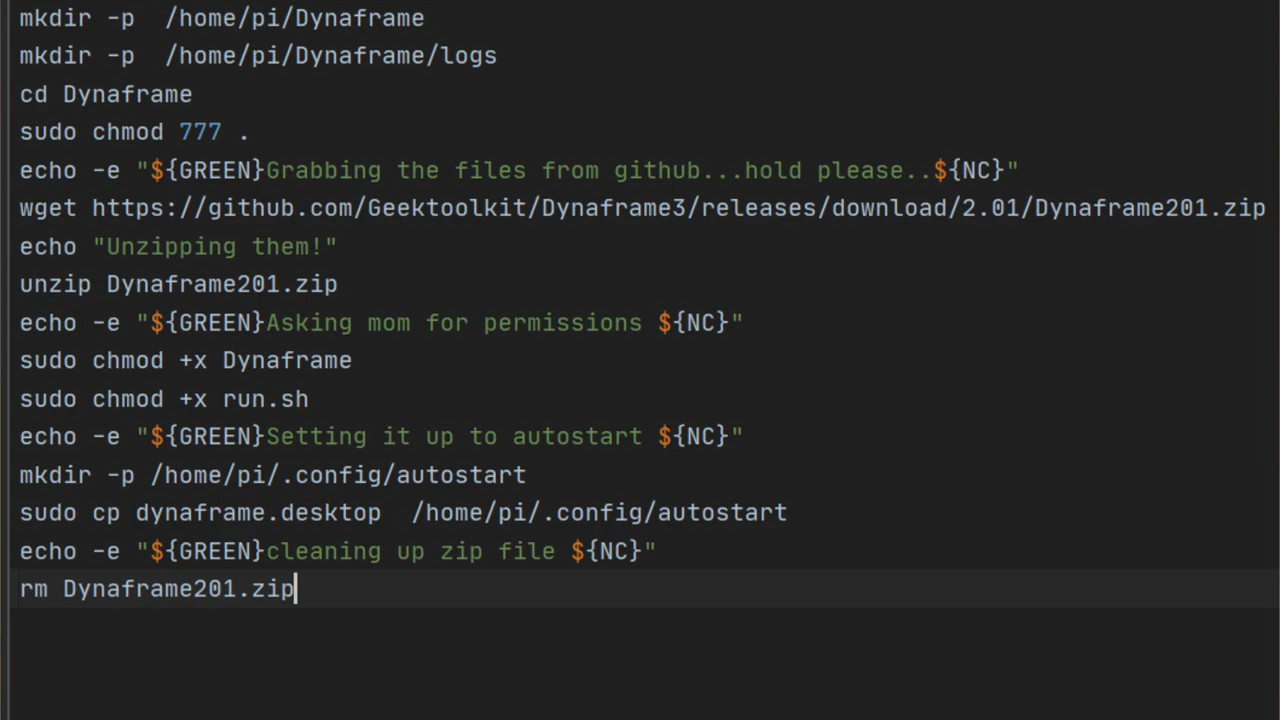 mkdir -p  /home/pi/Dynaframe
mkdir -p  /home/pi/Dynaframe/logs
cd Dynaframe
sudo chmod 777 .
echo -e "${GREEN}Grabbing the files from github...hold please..${NC}"
wget https://github.com/Geektoolkit/Dynaframe3/releases/download/2.01/Dynaframe201.zip
echo "Unzipping them!"
unzip Dynaframe201.zip
echo -e "${GREEN}Asking mom for permissions ${NC}"
sudo chmod +x Dynaframe
sudo chmod +x run.sh
echo -e "${GREEN}Setting it up to autostart ${NC}"
mkdir -p /home/pi/.config/autostart
sudo cp dynaframe.desktop  /home/pi/.config/autostart
echo -e "${GREEN}cleaning up zip file ${NC}"
rm Dynaframe201.zip